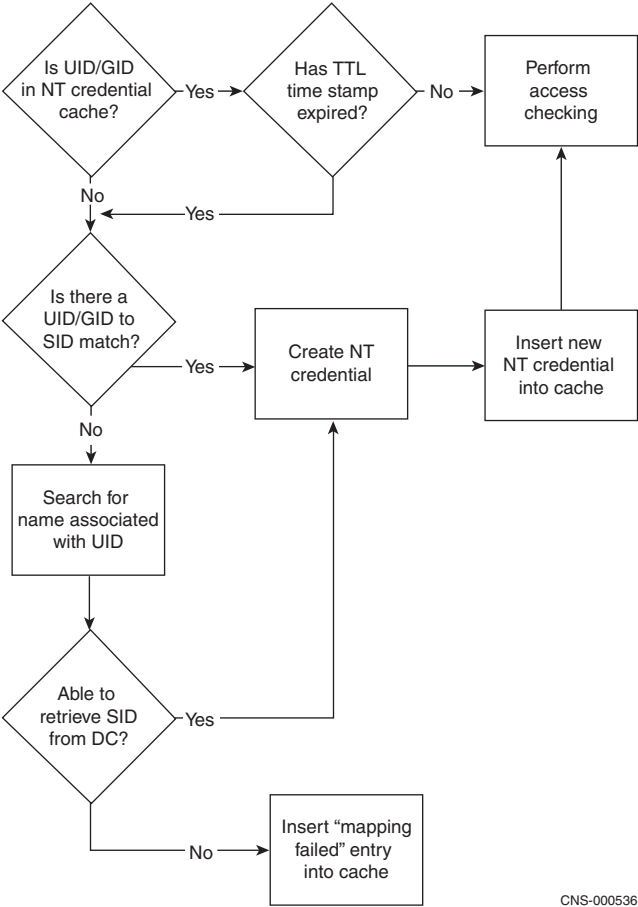 Is UID/GID
in NT credential
cache?
Yes
Has TTL
time stamp
expired?
No
Perform
access
checking
No
Yes
Is there a
UID/GID to
SID match?
Yes
Create NT
credential
Insert new
NT credential
into cache
No
Search for
name associated
with UID
Able to
retrieve SID
from DC?
Yes
No
Insert “mapping
failed” entry
into cache
CNS-000536